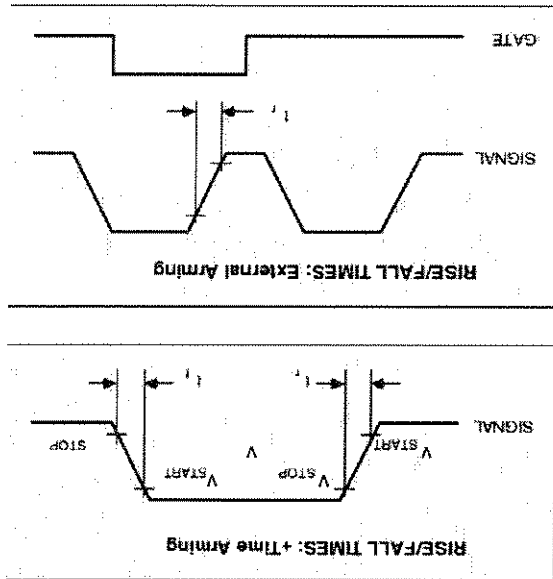 RISE/FALL TIMES: +Time Arming
V STOP V START
V START V STOP
SIGNAL
t r t f
RISE/FALL TIMES: External Arming
SIGNAL
t r
GATE